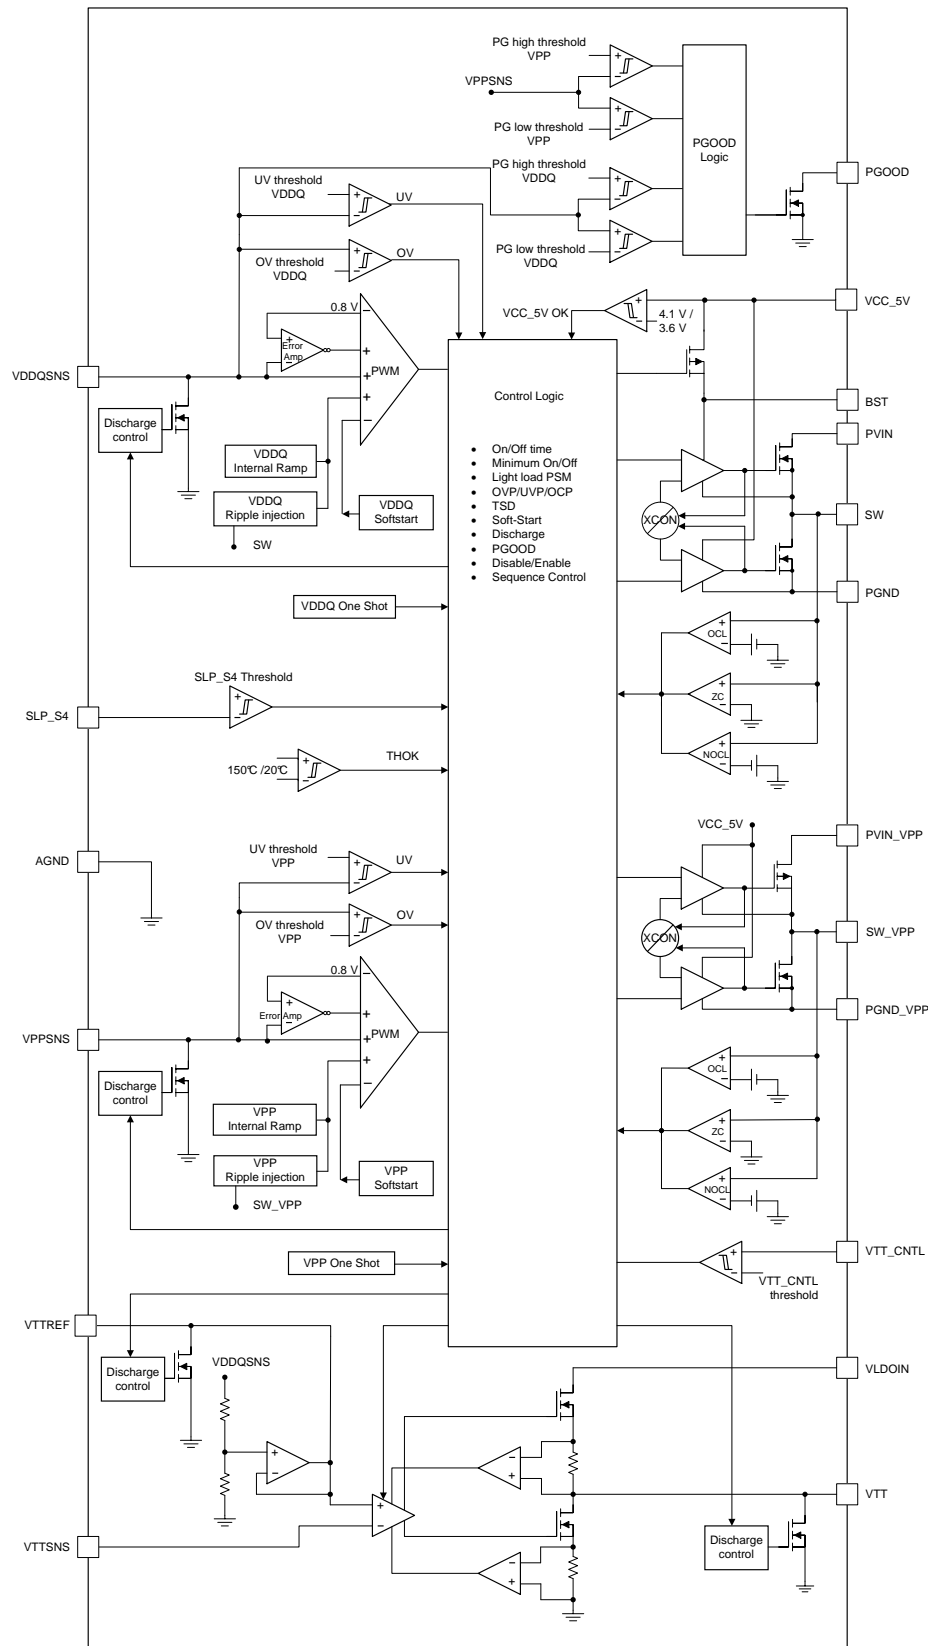 PG high threshold
VPP
VPPSNS
PG low threshold
VPP
PGOOD
Logic
PG high threshold
VDDQ
PG low threshold
VDDQ
PGOOD
UV threshold
VDDQ
UV
OV threshold
VDDQ
OV
VCC_5V OK
4.1 V /
3.6 V
VCC_5V
0.8 V
Error
Amp
PWM
VDDQSNS
Discharge
control
VDDQ
Internal Ramp
VDDQ
Ripple injection
SW
VDDQ
Softstart
Control Logic
• On/Off time
• Minimum On/Off
• Light load PSM
• OVP/UVP/OCP
• TSD
• Soft-Start
• Discharge
• PGOOD
• Disable/Enable
• Sequence Control
BST
PVIN
XCON
SW
PGND
VDDQ One Shot
OCL
ZC
NOCL
SLP_S4 Threshold
SLP_S4
150°C /20°C
THOK
AGND
UV threshold
VPP
UV
OV threshold
VPP
OV
VCC_5V
PVIN_VPP
XCON
SW_VPP
PGND_VPP
0.8 V
Error Amp
PWM
VPPSNS
Discharge
control
VPP
Internal Ramp
VPP
Ripple injection
SW_VPP
VPP
Softstart
OCL
ZC
NOCL
VPP One Shot
VTT_CNTL
VTT_CNTL
threshold
VTTREF
Discharge
control
VDDQSNS
VLDOIN
VTT
VTTSNS
Discharge
control